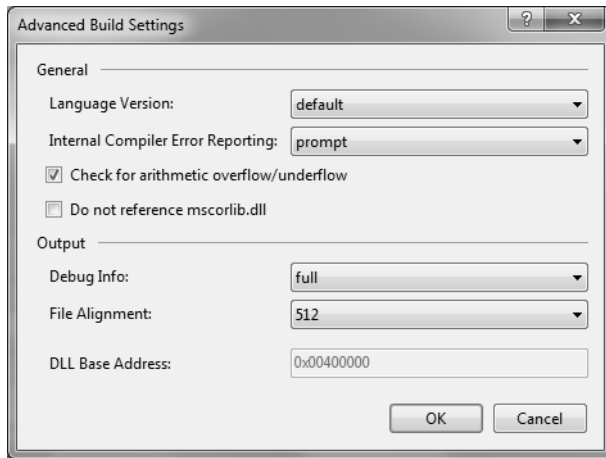 Advanced Build Settings
General
Language Version: default
Internal Compiler Error Reporting: prompt
Check for arithmetic overflow/underflow
Do not reference mscorlib.dll
Output
Debug Info: full
File Alignment: 512
DLL Base Address: 0x00400000
OK Cancel